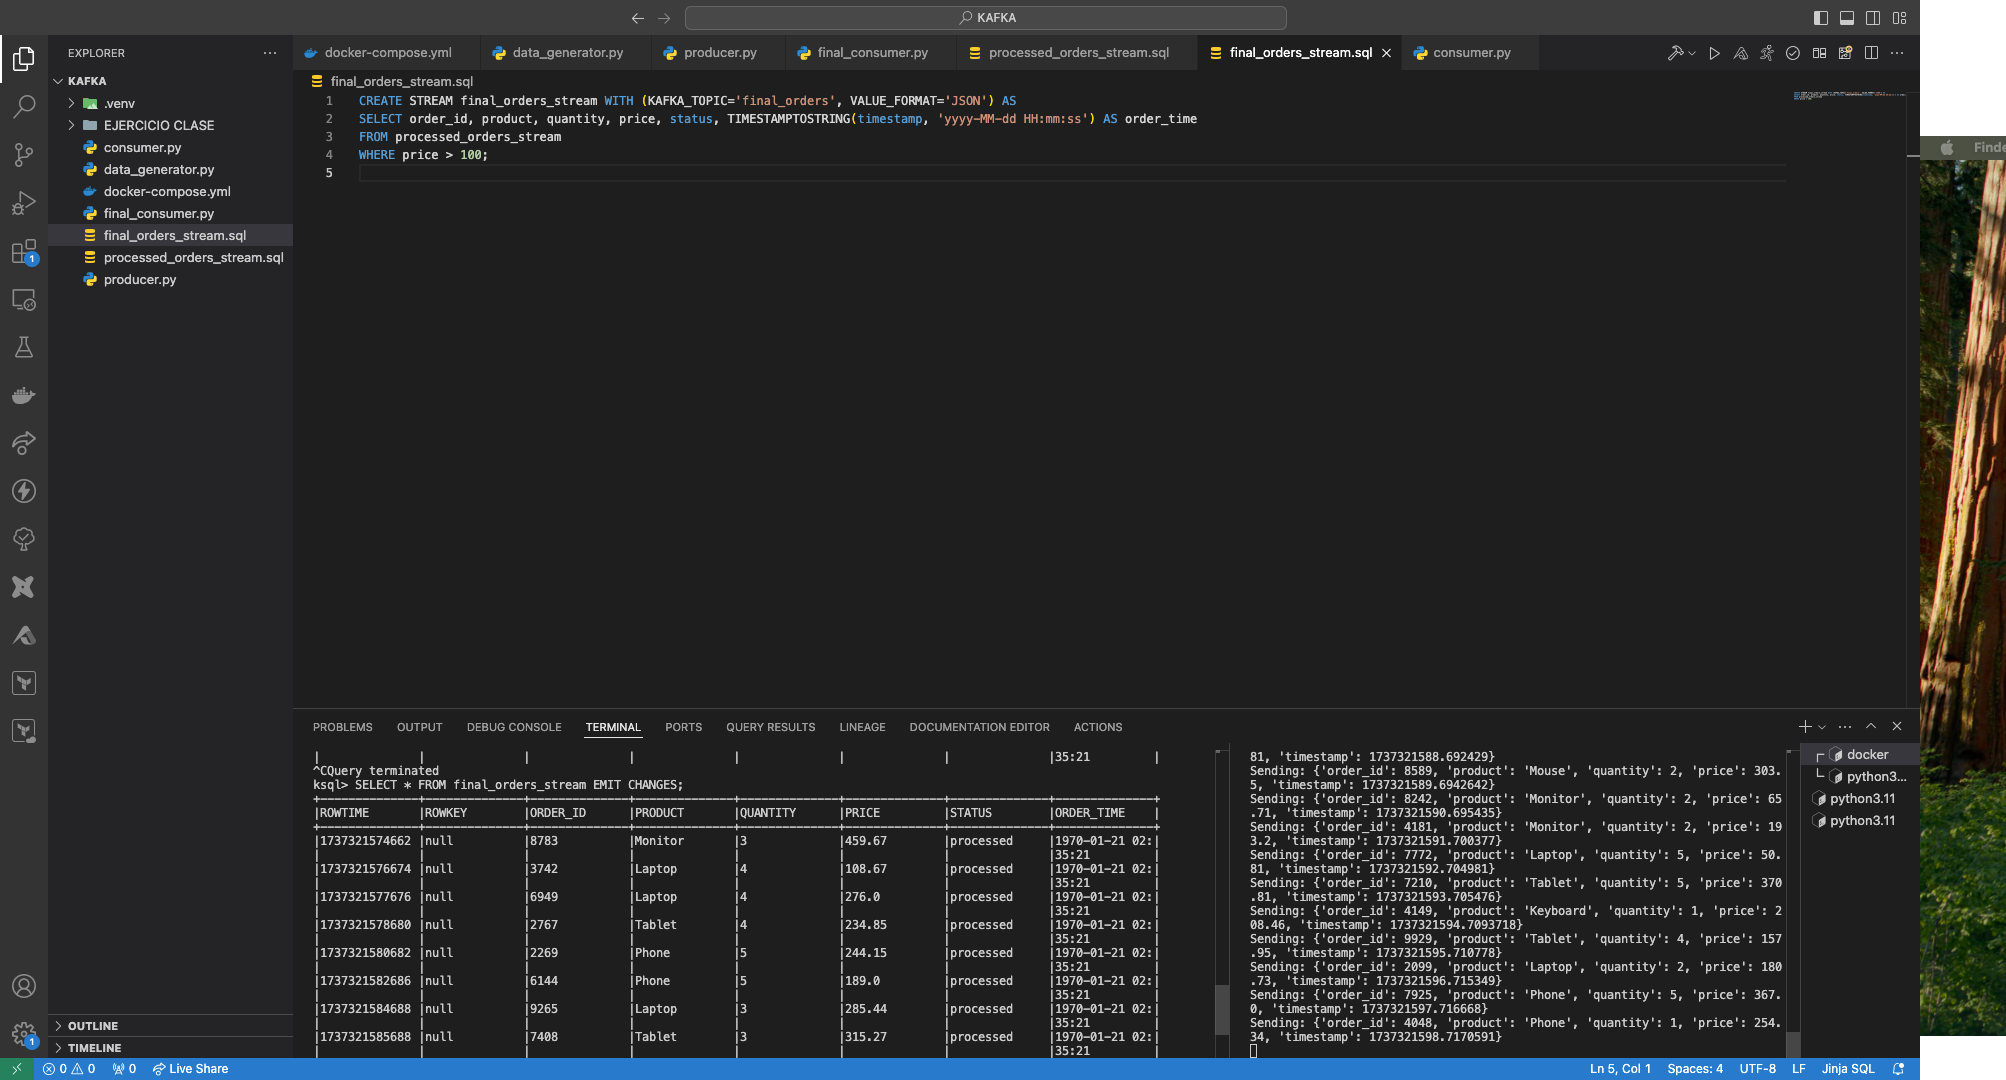 KAFKA
EXPLORER
KAFKA
.venv
EJERCICIO CLASE
consumer.py
data_generator.py
docker-compose.yml
final_consumer.py
final_orders_stream.sql
processed_orders_stream.sql
producer.py
OUTLINE
TIMELINE
docker-compose.yml
data_generator.py
producer.py
final_consumer.py
processed_orders_stream.sql
final_orders_stream.sql
consumer.py
final_orders_stream.sql
1 CREATE STREAM final_orders_stream WITH (KAFKA_TOPIC='final_orders', VALUE_FORMAT='JSON') AS
2 SELECT order_id, product, quantity, price, status, TIMESTAMPTOSTRING(timestamp, 'yyyy-MM-dd HH:mm:ss') AS order_time
3 FROM processed_orders_stream
4 WHERE price > 100;
5
Finde
PROBLEMS OUTPUT DEBUG CONSOLE TERMINAL PORTS QUERY RESULTS LINEAGE DOCUMENTATION EDITOR ACTIONS
| | | | | | | |35:21 |
^CQuery terminated
ksql> SELECT * FROM final_orders_stream EMIT CHANGES;
|ROWTIME |ROWKEY |ORDER_ID |PRODUCT |QUANTITY |PRICE |STATUS |ORDER_TIME |
|1737321574662 |null |8783 |Monitor |3 |459.67 |processed |1970-01-21 02:|
| | | | | | | |35:21 |
|1737321576674 |null |3742 |Laptop |4 |108.67 |processed |1970-01-21 02:|
| | | | | | | |35:21 |
|1737321577676 |null |6949 |Laptop |4 |276.0 |processed |1970-01-21 02:|
| | | | | | | |35:21 |
|1737321578680 |null |2767 |Tablet |4 |234.85 |processed |1970-01-21 02:|
| | | | | | | |35:21 |
|1737321580682 |null |2269 |Phone |5 |244.15 |processed |1970-01-21 02:|
| | | | | | | |35:21 |
|1737321582686 |null |6144 |Phone |5 |189.0 |processed |1970-01-21 02:|
| | | | | | | |35:21 |
|1737321584688 |null |9265 |Laptop |3 |285.44 |processed |1970-01-21 02:|
| | | | | | | |35:21 |
|1737321585688 |null |7408 |Tablet |3 |315.27 |processed |1970-01-21 02:|
| | | | | | | |35:21 |
81, 'timestamp': 1737321588.692429}
Sending: {'order_id': 8589, 'product': 'Mouse', 'quantity': 2, 'price': 303.
5, 'timestamp': 1737321589.6942642}
Sending: {'order_id': 8242, 'product': 'Monitor', 'quantity': 2, 'price': 65
.71, 'timestamp': 1737321590.695435}
Sending: {'order_id': 4181, 'product': 'Monitor', 'quantity': 2, 'price': 19
3.2, 'timestamp': 1737321591.700377}
Sending: {'order_id': 7772, 'product': 'Laptop', 'quantity': 5, 'price': 50.
81, 'timestamp': 1737321592.704981}
Sending: {'order_id': 7210, 'product': 'Tablet', 'quantity': 5, 'price': 370
.81, 'timestamp': 1737321593.705476}
Sending: {'order_id': 4149, 'product': 'Keyboard', 'quantity': 1, 'price': 2
08.46, 'timestamp': 1737321594.7093718}
Sending: {'order_id': 9929, 'product': 'Tablet', 'quantity': 4, 'price': 157
.95, 'timestamp': 1737321595.710778}
Sending: {'order_id': 2099, 'product': 'Laptop', 'quantity': 2, 'price': 180
.73, 'timestamp': 1737321596.715349}
Sending: {'order_id': 7925, 'product': 'Phone', 'quantity': 5, 'price': 367.
0, 'timestamp': 1737321597.716668}
Sending: {'order_id': 4048, 'product': 'Phone', 'quantity': 1, 'price': 254.
34, 'timestamp': 1737321598.7170591}
docker
python3...
python3.11
python3.11
0 0 0 Live Share
Ln 5, Col 1 Spaces: 4 UTF-8 LF Jinja SQL
1
1